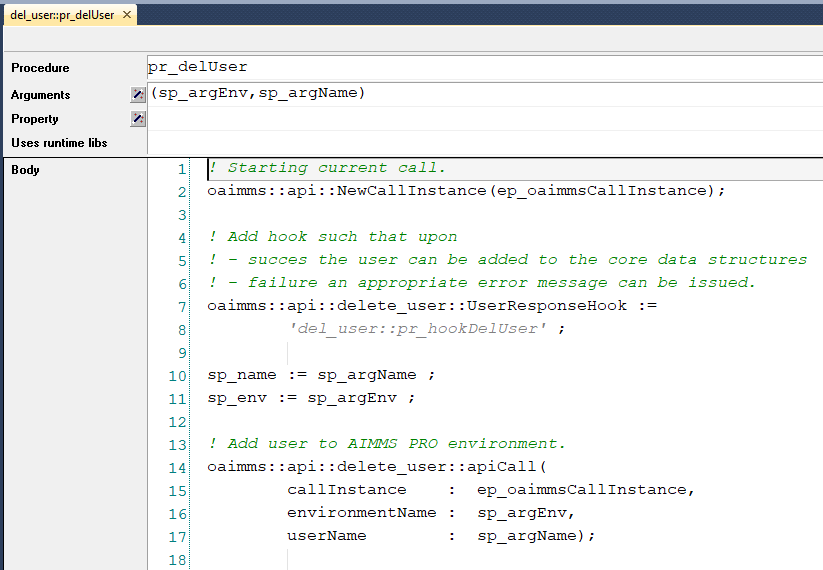 del_user::pr_delUser ×
Procedure pr_delUser
Arguments (sp_argEnv,sp_argName)
Property
Uses runtime libs
Body
1 ! Starting current call.
2 oaimms::api::NewCallInstance(ep_oaimmsCallInstance);
3
4 ! Add hook such that upon
5 ! - succes the user can be added to the core data structures
6 ! - failure an appropriate error message can be issued.
7 oaimms::api::delete_user::UserResponseHook :=
8 'del_user::pr_hookDelUser' ;
9
10 sp_name := sp_argName ;
11 sp_env := sp_argEnv ;
12
13 ! Add user to AIMMS PRO environment.
14 oaimms::api::delete_user::apiCall(
15 callInstance : ep_oaimmsCallInstance,
16 environmentName : sp_argEnv,
17 userName : sp_argName);
18